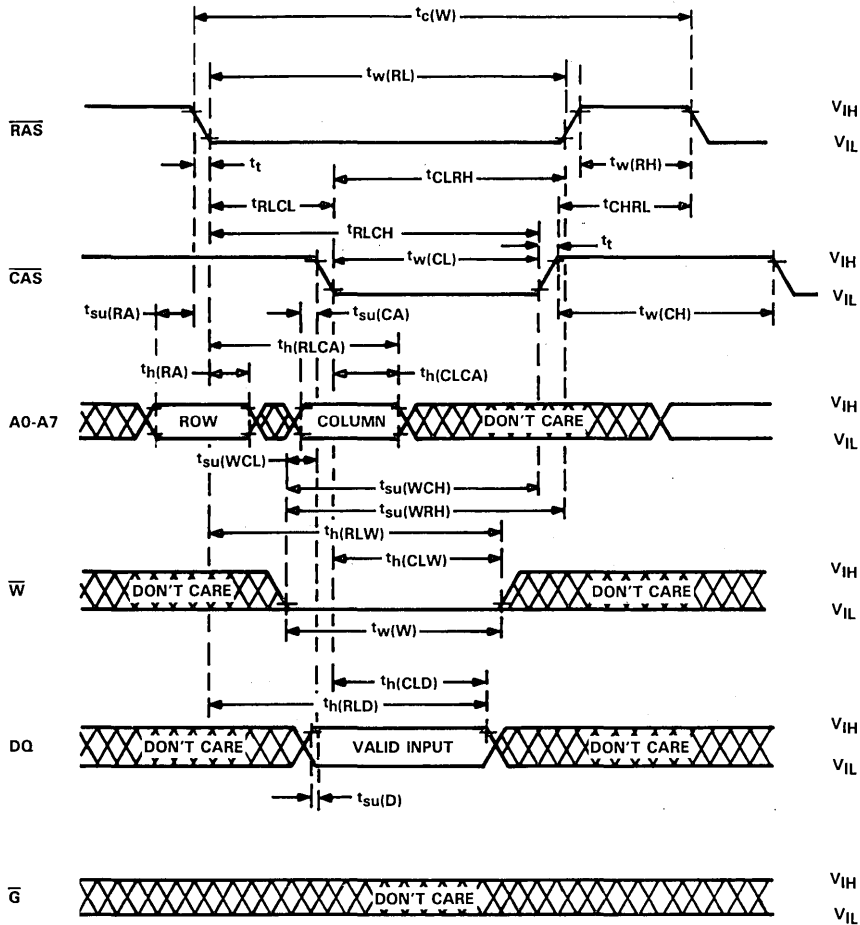 tc(W)
tw(RL)
RAS
VIH
VIL
tt
tCLRH
tw(RH)
tRLCL
tCHRL
tRLCH
tt
CAS
tw(CL)
VIH
VIL
tsu(RA)
tsu(CA)
tw(CH)
th(RLCA)
th(RA)
th(CLCA)
A0-A7
ROW
COLUMN
DON'T CARE
VIH
VIL
tsu(WCL)
tsu(WCH)
tsu(WRH)
th(RLW)
th(CLW)
W
DON'T CARE
DON'T CARE
VIH
VIL
tw(W)
th(CLD)
th(RLD)
DQ
DON'T CARE
VALID INPUT
DON'T CARE
VIH
VIL
tsu(D)
G
DON'T CARE
VIH
VIL